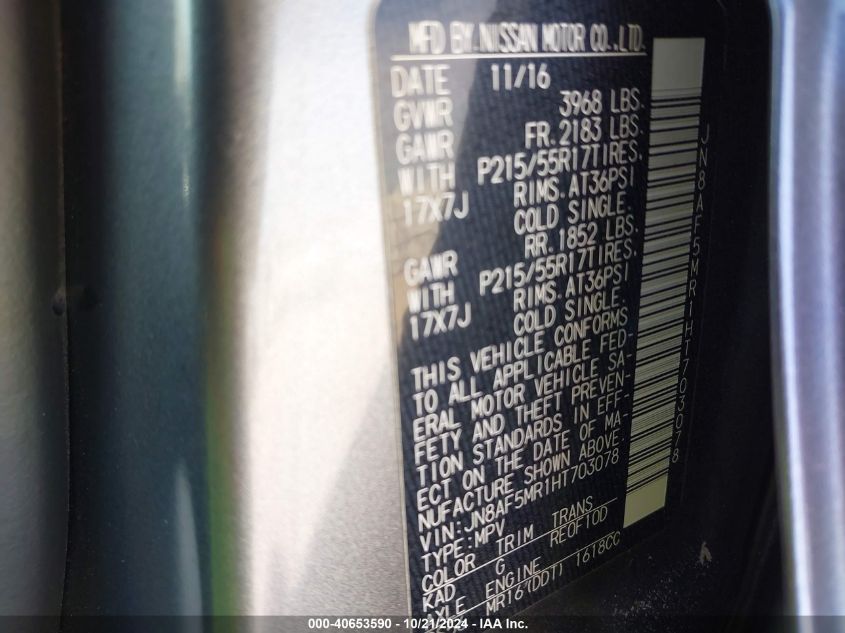 MFD BY NISSAN MOTOR CO.,LTD.
DATE 11/16
GVWR 3968 LBS.
GAWR FR. 2183 LBS.
WITH P215/55R17TIRES,
17X7J RIMS. AT36PSI
COLD SINGLE.
GAWR RR. 1852 LBS.
WITH P215/55R17TIRES,
17X7J RIMS. AT36PSI
COLD SINGLE.
THIS VEHICLE CONFORMS
TO ALL APPLICABLE FED-
ERAL MOTOR VEHICLE SA-
FETY AND THEFT PREVEN-
TION STANDARDS IN EFF-
ECT ON THE DATE OF MA-
NUFACTURE SHOWN ABOVE.
VIN:JN8AF5MR1HT703078
TYPE:MPV
COLOR TRIM TRANS
KAD G RE0F10D
AXLE ENGINE
MR16(DDT) 1618CC
JN8AF5MR1HT703078
000-40653590 - 10/21/2024 - IAA Inc.